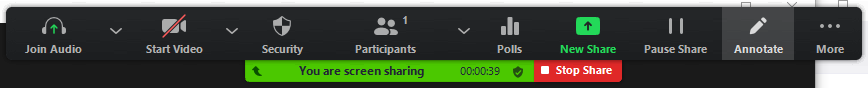 1
Join Audio Start Video Security Participants Polls New Share Pause Share Annotate More
You are screen sharing 00:00:39 Stop Share